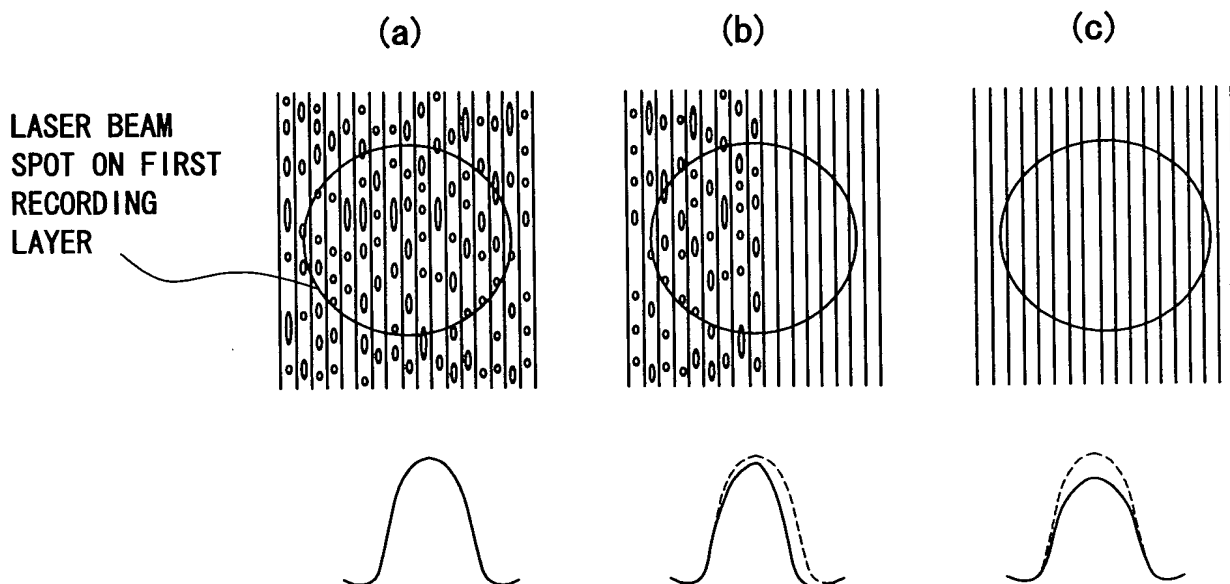 (a)
(b)
(c)
LASER BEAM
SPOT ON FIRST
RECORDING
LAYER